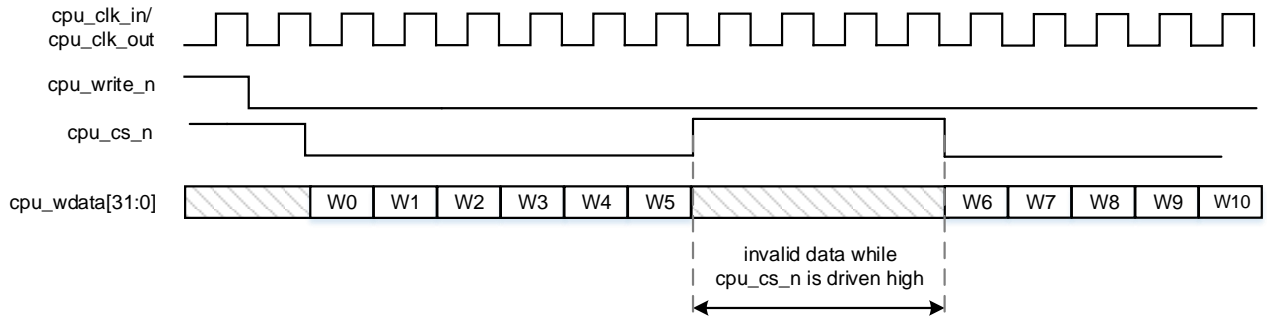 cpu_clk_in/
cpu_clk_out
cpu_write_n
cpu_cs_n
cpu_wdata[31:0] W0 W1 W2 W3 W4 W5 W6 W7 W8 W9 W10
invalid data while
cpu_cs_n is driven high